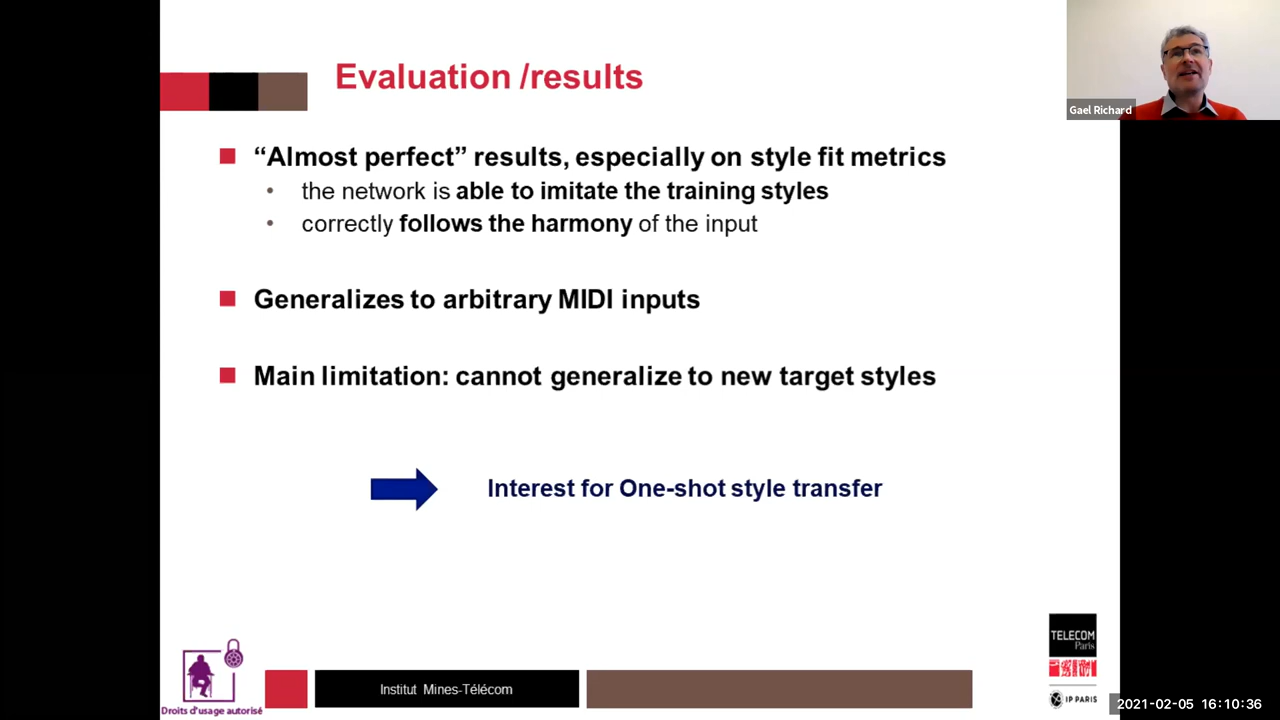 Evaluation /results
Gael Richard
“Almost perfect” results, especially on style fit metrics
• the network is able to imitate the training styles
• correctly follows the harmony of the input
Generalizes to arbitrary MIDI inputs
Main limitation: cannot generalize to new target styles
Interest for One-shot style transfer
TELECOM
Paris
IP PARIS
Institut Mines-Télécom
Droits d'usage autorisé
2021-02-05 16:10:36